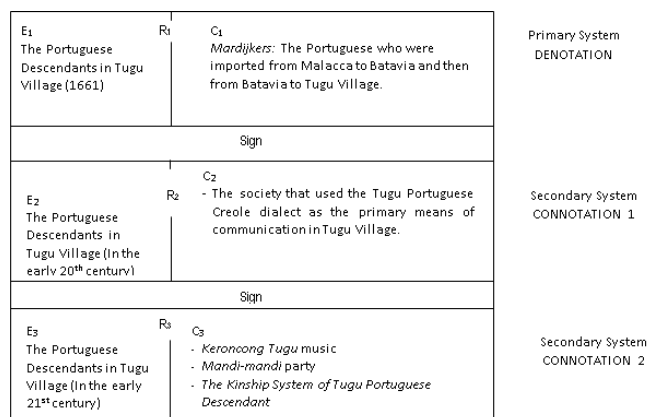 E₁
R₁
The Portuguese
Descendants in Tugu
Village (1661)
C₁
Mardijkers: The Portuguese who were
imported from Malacca to Batavia and then
from Batavia to Tugu Village.
Primary System
DENOTATION
Sign
E₂
R₂
The Portuguese
Descendants in
Tugu Village (In the
early 20th century)
C₂
- The society that used the Tugu Portuguese
Creole dialect as the primary means of
communication in Tugu Village.
Secondary System
CONNOTATION 1
Sign
E₃
R₃
The Portuguese
Descendants in Tugu
Village (In the early
21st century)
C₃
- Keroncong Tugu music
- Mandi-mandi party
- The Kinship System of Tugu Portuguese
Descendant
Secondary System
CONNOTATION 2